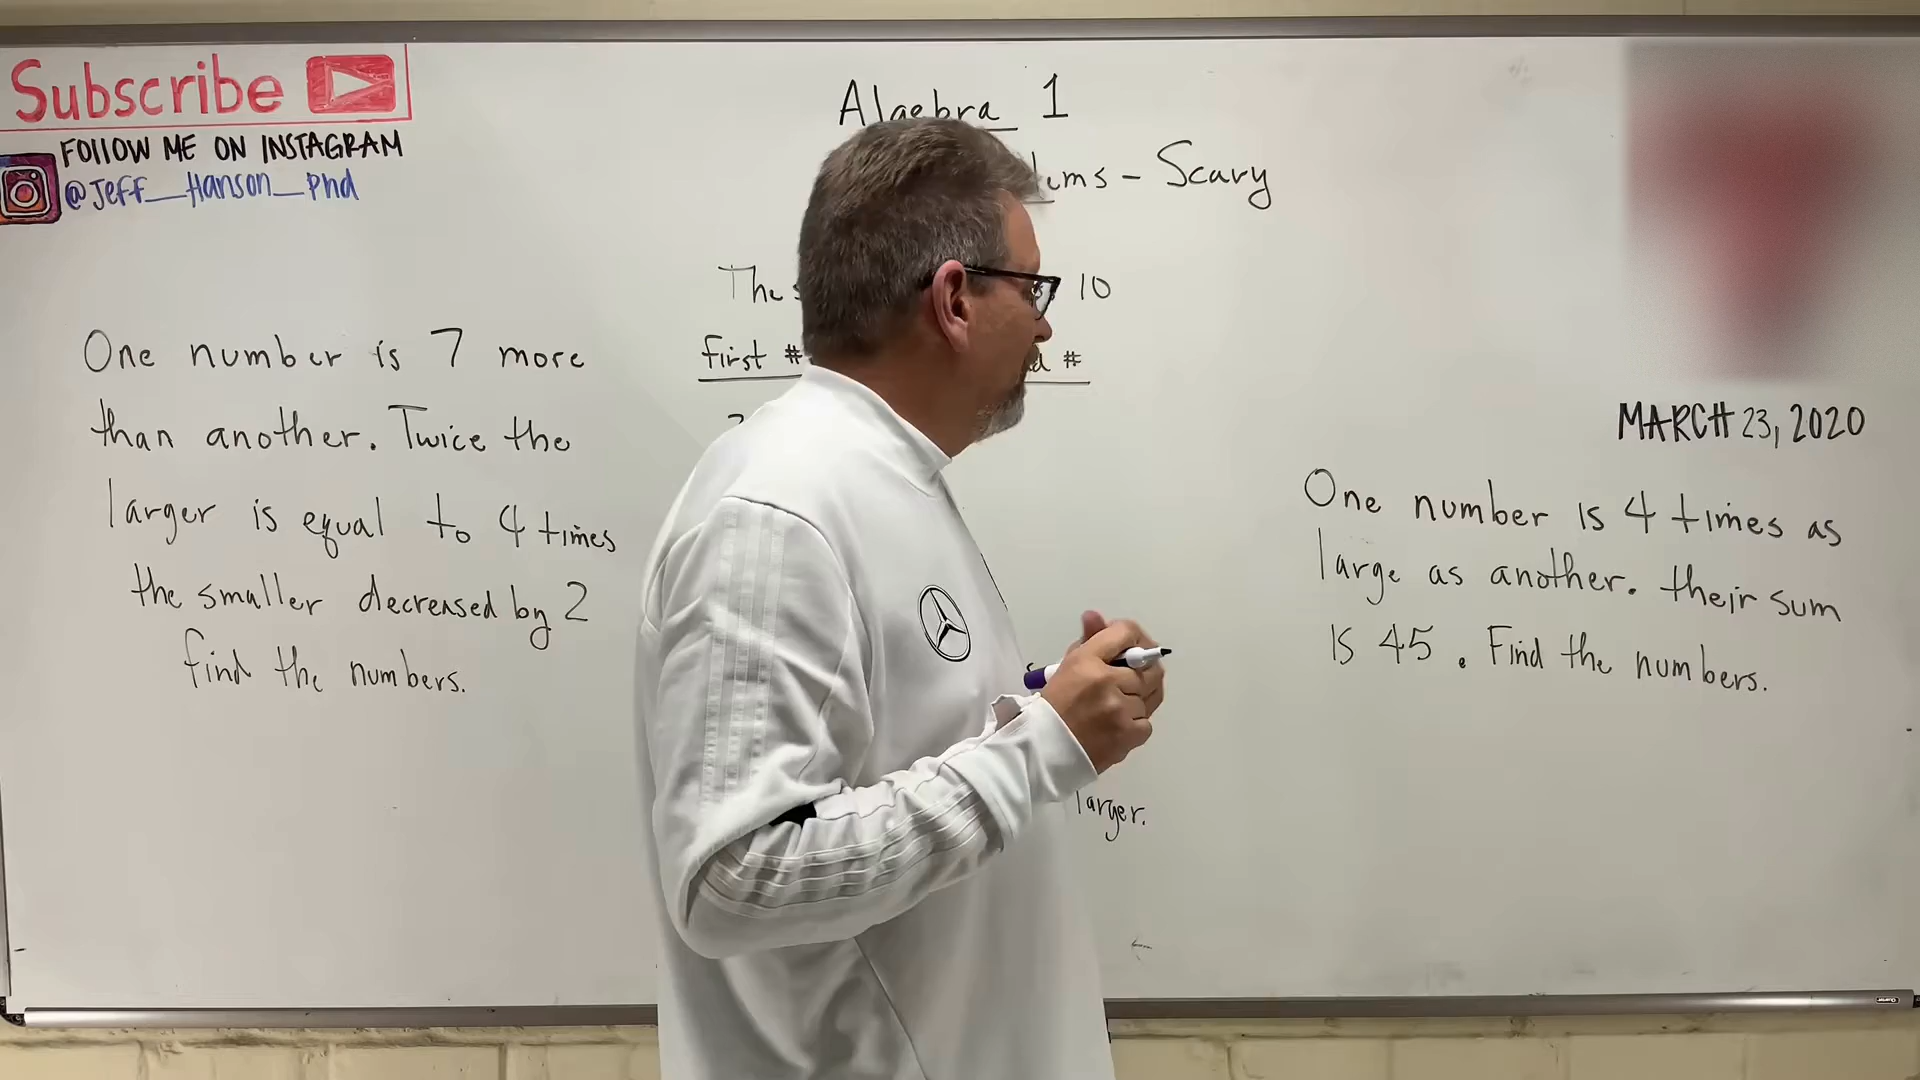 Subscribe
FOllOW ME ON INSTAGRAM
@Jeff_Hanson_Phd
Algebra 1
- Scary
The 10
first # #
One number is 7 more
than another. Twice the
larger is equal to 4 times
the smaller decreased by 2
find the numbers.
larger.
MARCH 23, 2020
One number is 4 times as
large as another. their sum
is 45. Find the numbers.